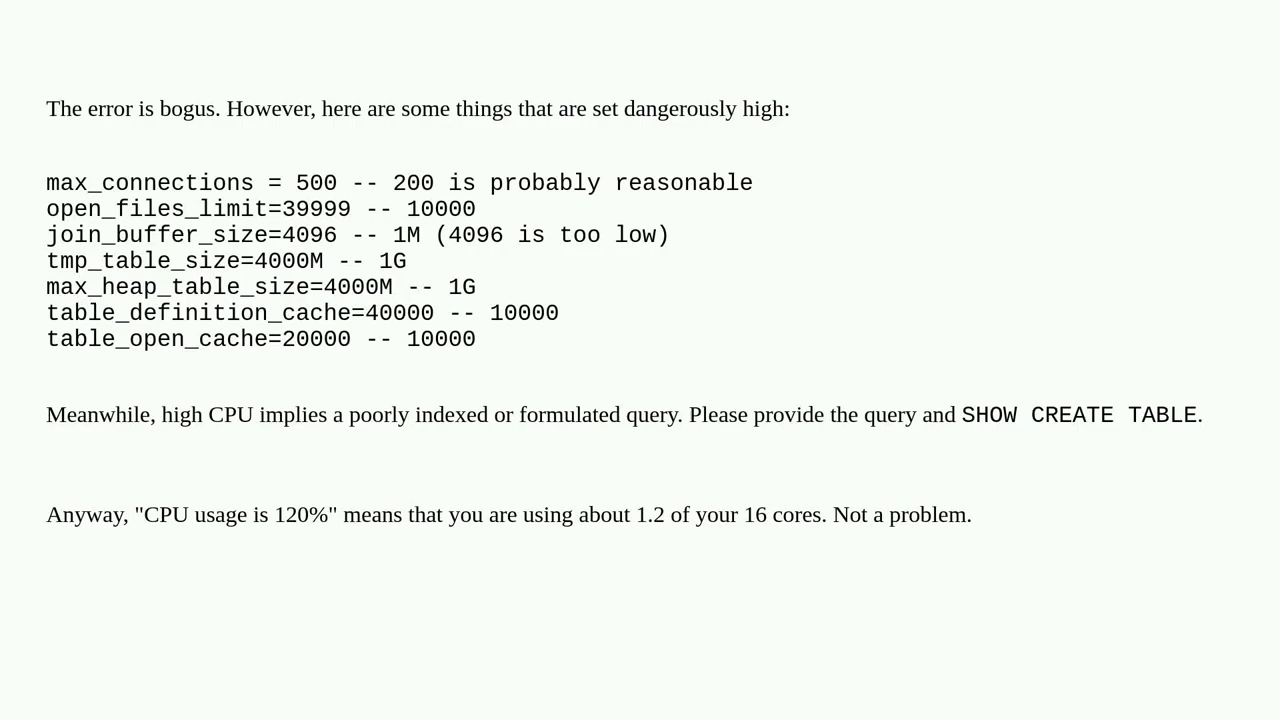 The error is bogus. However, here are some things that are set dangerously high:
max_connections = 500 -- 200 is probably reasonable
open_files_limit=39999 -- 10000
join_buffer_size=4096 -- 1M (4096 is too low)
tmp_table_size=4000M -- 1G
max_heap_table_size=4000M -- 1G
table_definition_cache=40000 -- 10000
table_open_cache=20000 -- 10000
Meanwhile, high CPU implies a poorly indexed or formulated query. Please provide the query and SHOW CREATE TABLE.
Anyway, "CPU usage is 120%" means that you are using about 1.2 of your 16 cores. Not a problem.